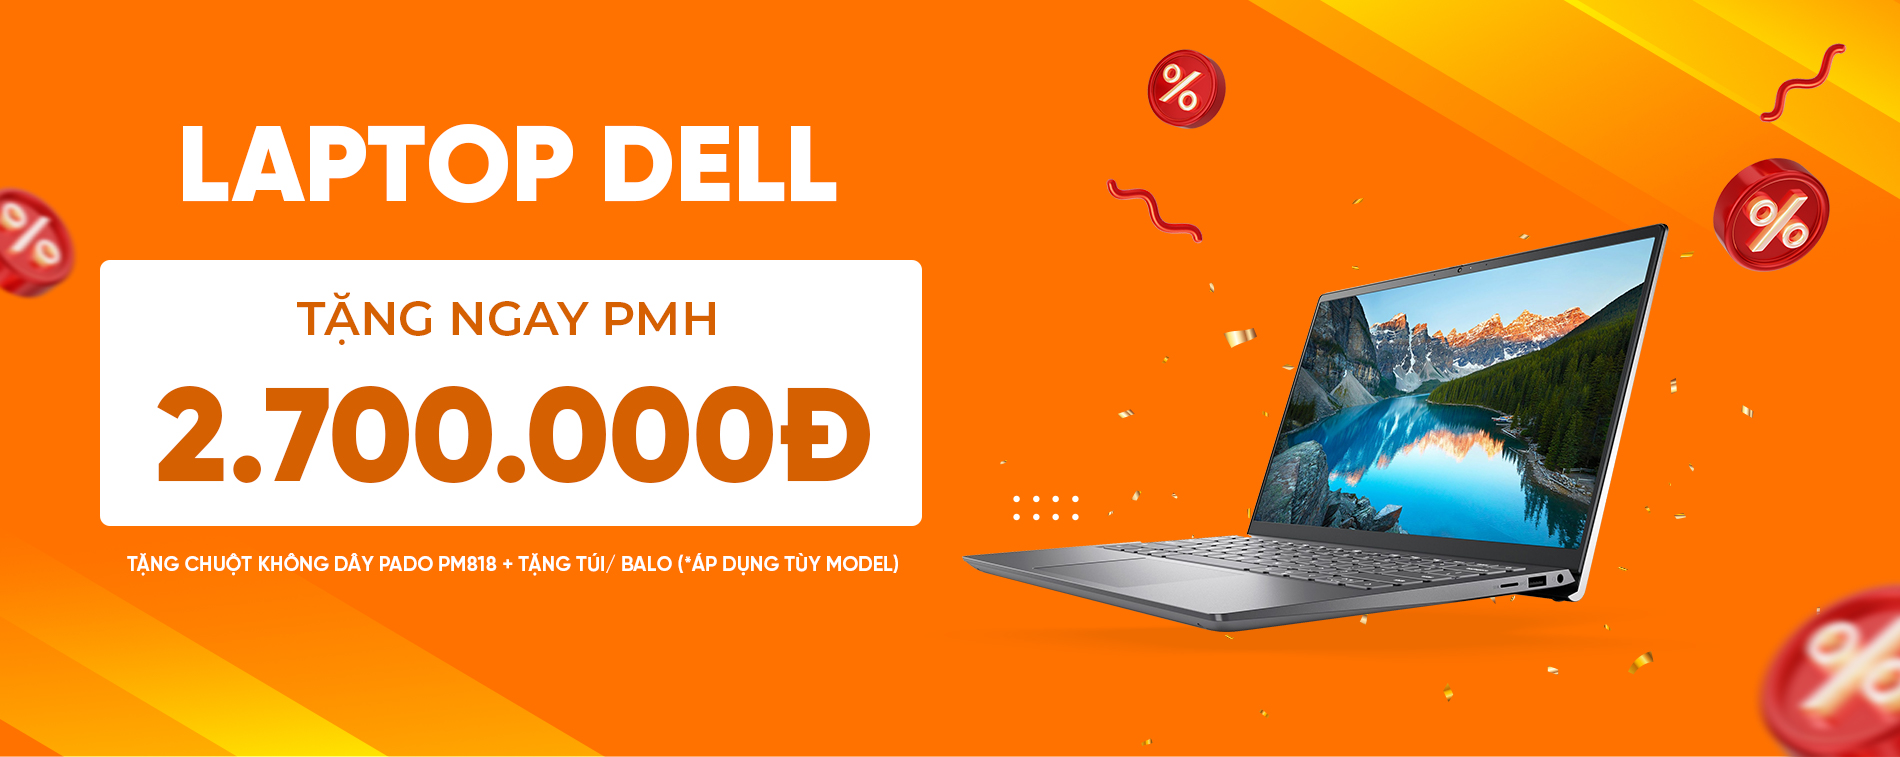 LAPTOP DELL
TẶNG NGAY PMH
2.700.000Đ
TẶNG CHUỘT KHÔNG DÂY PADO PM818 + TẶNG TÚI/ BALO (*ÁP DỤNG TÙY MODEL)
%
%
%
%